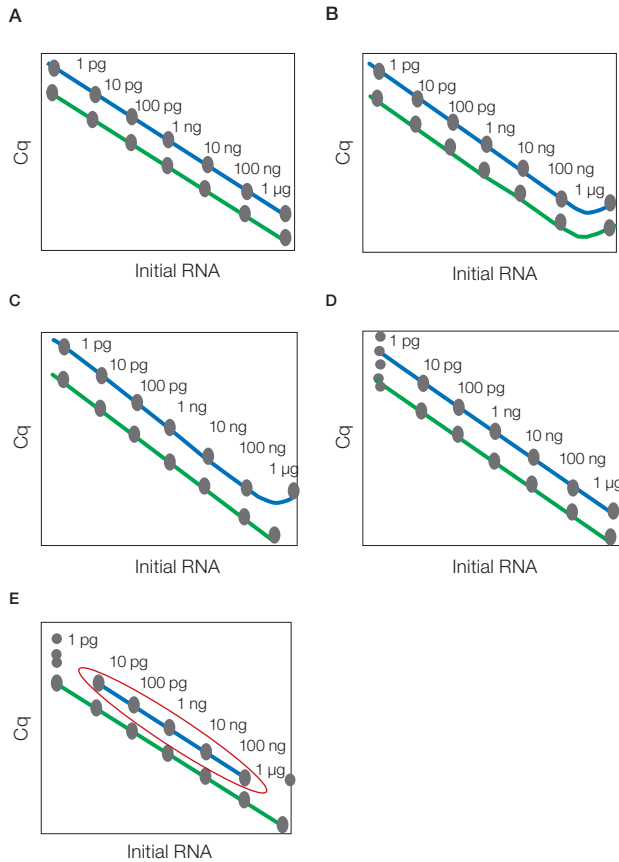 A
1 pg
10 pg
100 pg
1 ng
10 ng
100 ng
1 µg
Cq
Initial RNA
B
1 pg
10 pg
100 pg
1 ng
10 ng
100 ng
1 µg
Cq
Initial RNA
C
1 pg
10 pg
100 pg
1 ng
10 ng
100 ng
1 µg
Cq
Initial RNA
D
1 pg
10 pg
100 pg
1 ng
10 ng
100 ng
1 µg
Cq
Initial RNA
E
1 pg
10 pg
100 pg
1 ng
10 ng
100 ng
1 µg
Cq
Initial RNA